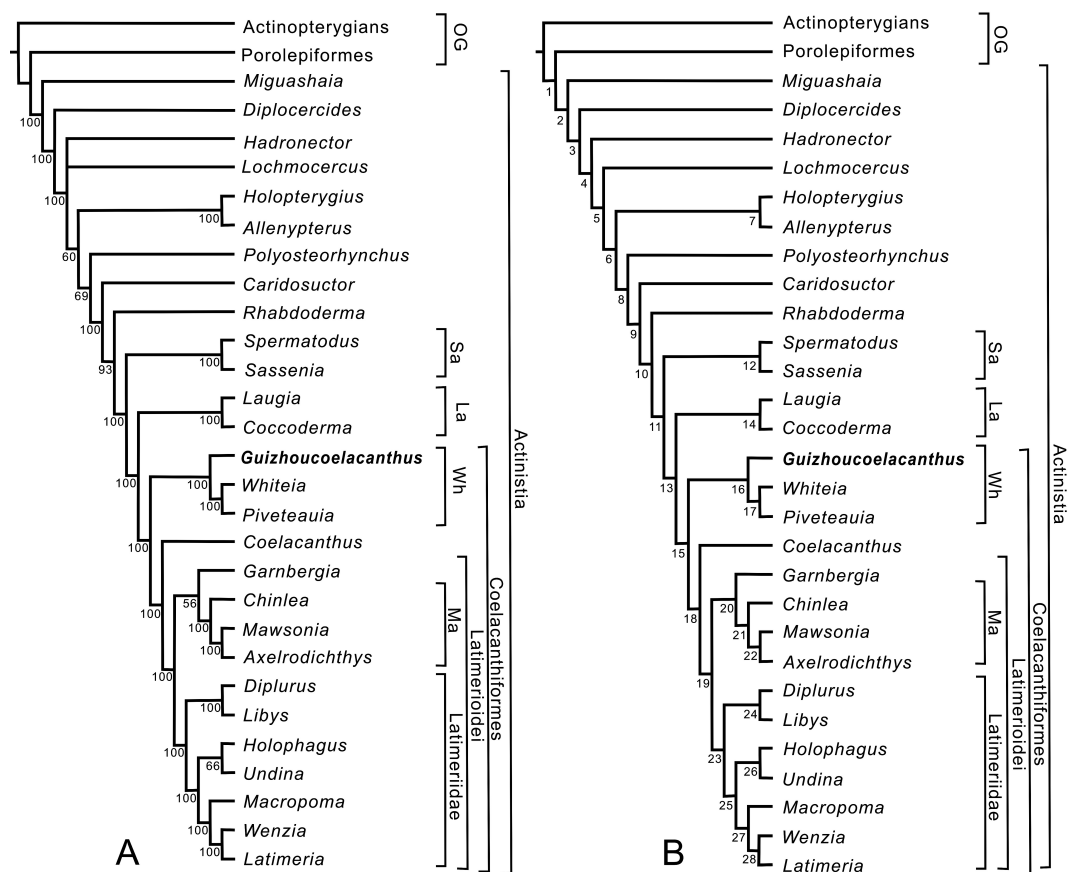 Actinopterygians
Porolepiformes
Miguashaia
Diplocercides
Hadronector
Lochmocercus
Holopterygius
Allenypterus
Polyosteorhynchus
Caridosuctor
Rhabdoderma
Spermatodus
Sassenia
Laugia
Coccoderma
Guizhoucoelacanthus
Whiteia
Piveteauia
Coelacanthus
Garnbergia
Chinlea
Mawsonia
Axelrodichthys
Diplurus
Libys
Holophagus
Undina
Macropoma
Wenzia
Latimeria
100
100
100
100
60
69
100
93
100
100
100
100
100
100
100
100
56
100
100
100
100
100
66
100
100
100
OG
Sa
La
Wh
Ma
Latimeriidae
Latimerioidei
Coelacanthiformes
Actinistia
A
Actinopterygians
Porolepiformes
Miguashaia
Diplocercides
Hadronector
Lochmocercus
Holopterygius
Allenypterus
Polyosteorhynchus
Caridosuctor
Rhabdoderma
Spermatodus
Sassenia
Laugia
Coccoderma
Guizhoucoelacanthus
Whiteia
Piveteauia
Coelacanthus
Garnbergia
Chinlea
Mawsonia
Axelrodichthys
Diplurus
Libys
Holophagus
Undina
Macropoma
Wenzia
Latimeria
1
2
3
4
5
6
7
8
9
10
11
12
13
14
15
16
17
18
19
20
21
22
23
24
25
26
27
28
OG
Sa
La
Wh
Ma
Latimeriidae
Latimerioidei
Coelacanthiformes
Actinistia
B